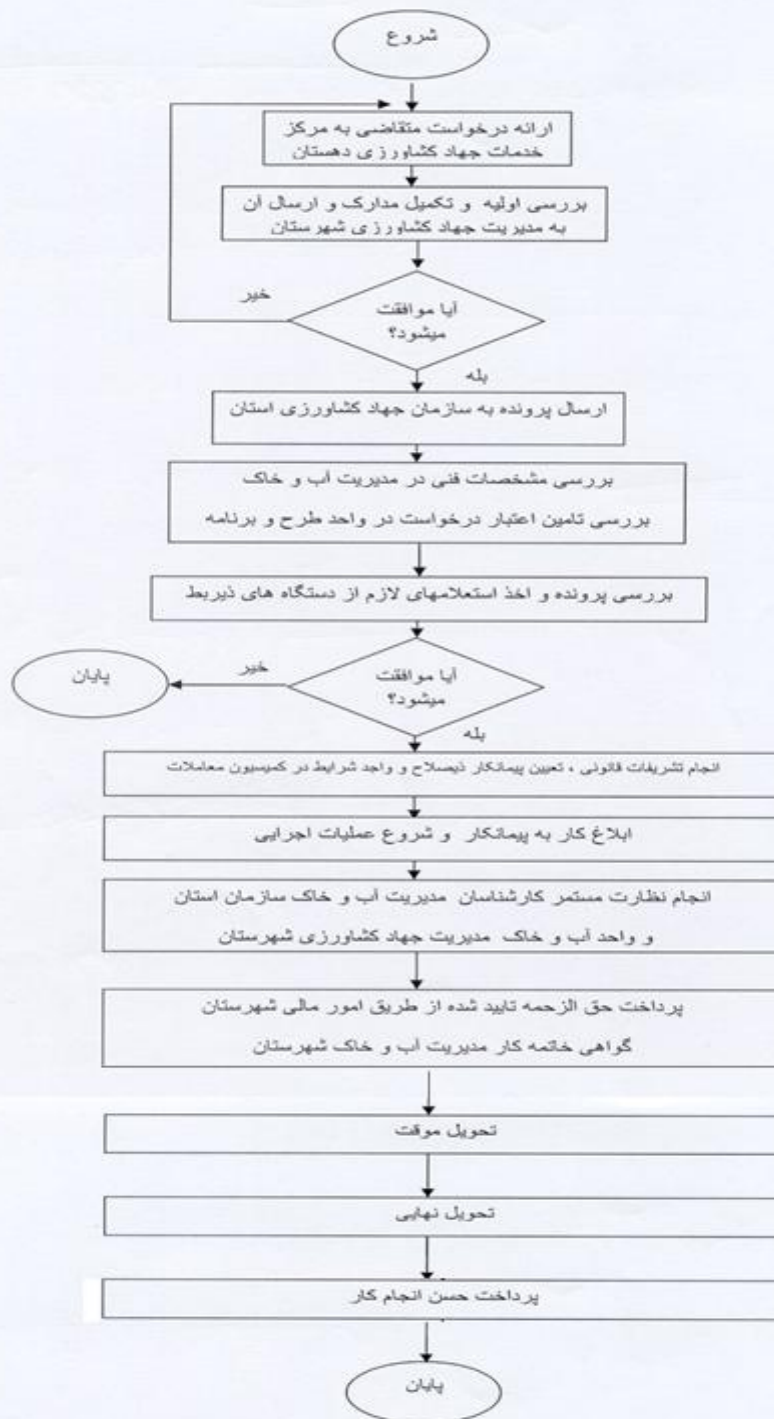 شروع
ارائه درخواست متقاضی به مرکز
خدمات جهاد کشاورزی دهستان
بررسی اولیه و تکمیل مدارک و ارسال آن
به مدیریت جهاد کشاورزی شهرستان
آیا موافقت
میشود؟
خیر
بله
ارسال پرونده به سازمان جهاد کشاورزی استان
بررسی مشخصات فنی در مدیریت آب و خاک
بررسی تامین اعتبار درخواست در واحد طرح و برنامه
بررسی پرونده و اخذ استعلامهای لازم از دستگاه های ذیربط
آیا موافقت
میشود؟
خیر
پایان
بله
انجام تشریفات قانونی ، تعیین پیمانکار ذیصلاح و واجد شرایط در کمیسیون معاملات
ابلاغ کار به پیمانکار و شروع عملیات اجرایی
انجام نظارت مستمر کارشناسان مدیریت آب و خاک سازمان استان
و واحد آب و خاک مدیریت جهاد کشاورزی شهرستان
پرداخت حق الزحمه تایید شده از طریق امور مالی شهرستان
گواهی خاتمه کار مدیریت آب و خاک شهرستان
تحویل موقت
تحویل نهایی
پرداخت حسن انجام کار
پایان